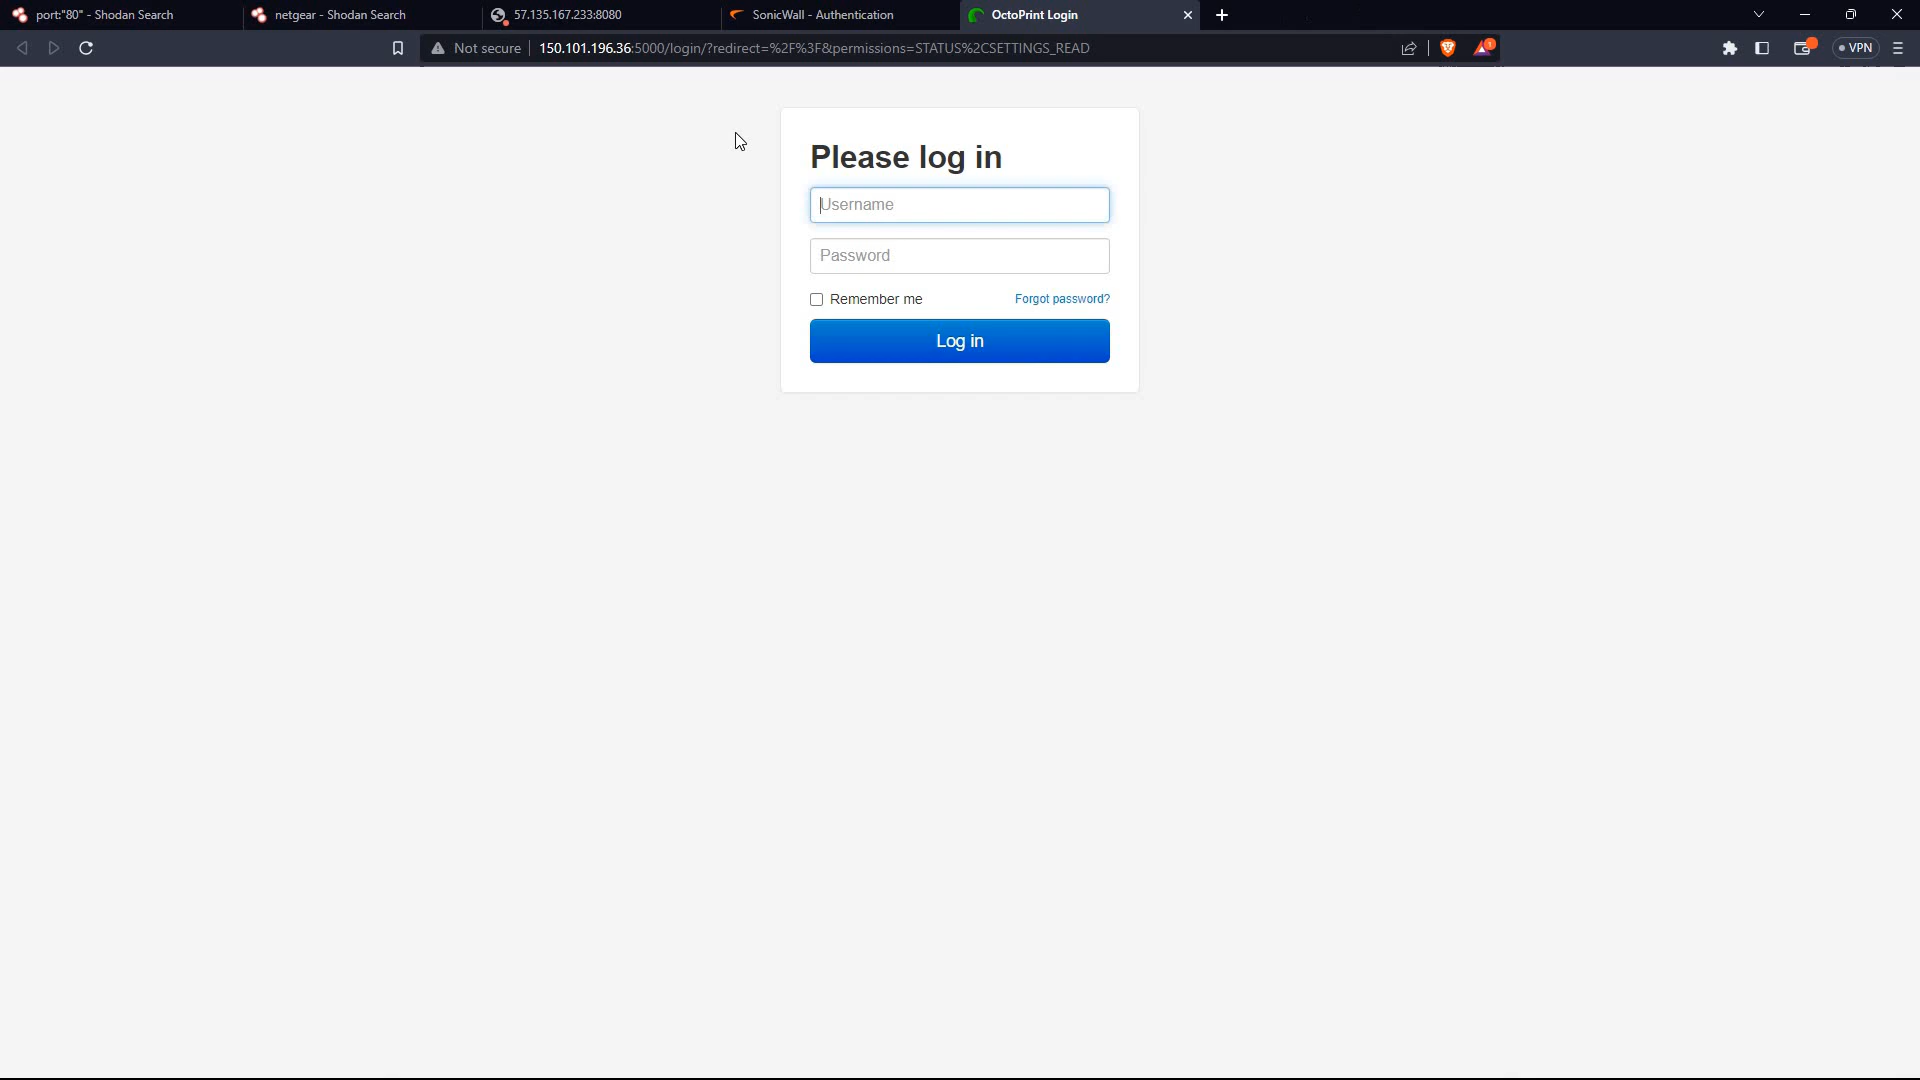 port:"80" - Shodan Search
netgear - Shodan Search
57.135.167.233:8080
SonicWall - Authentication
OctoPrint Login
Not secure
150.101.196.36:5000/login/?redirect=%2F%3F&permissions=STATUS%2CSETTINGS_READ
1
VPN
Please log in
Username
Password
Remember me
Forgot password?
Log in